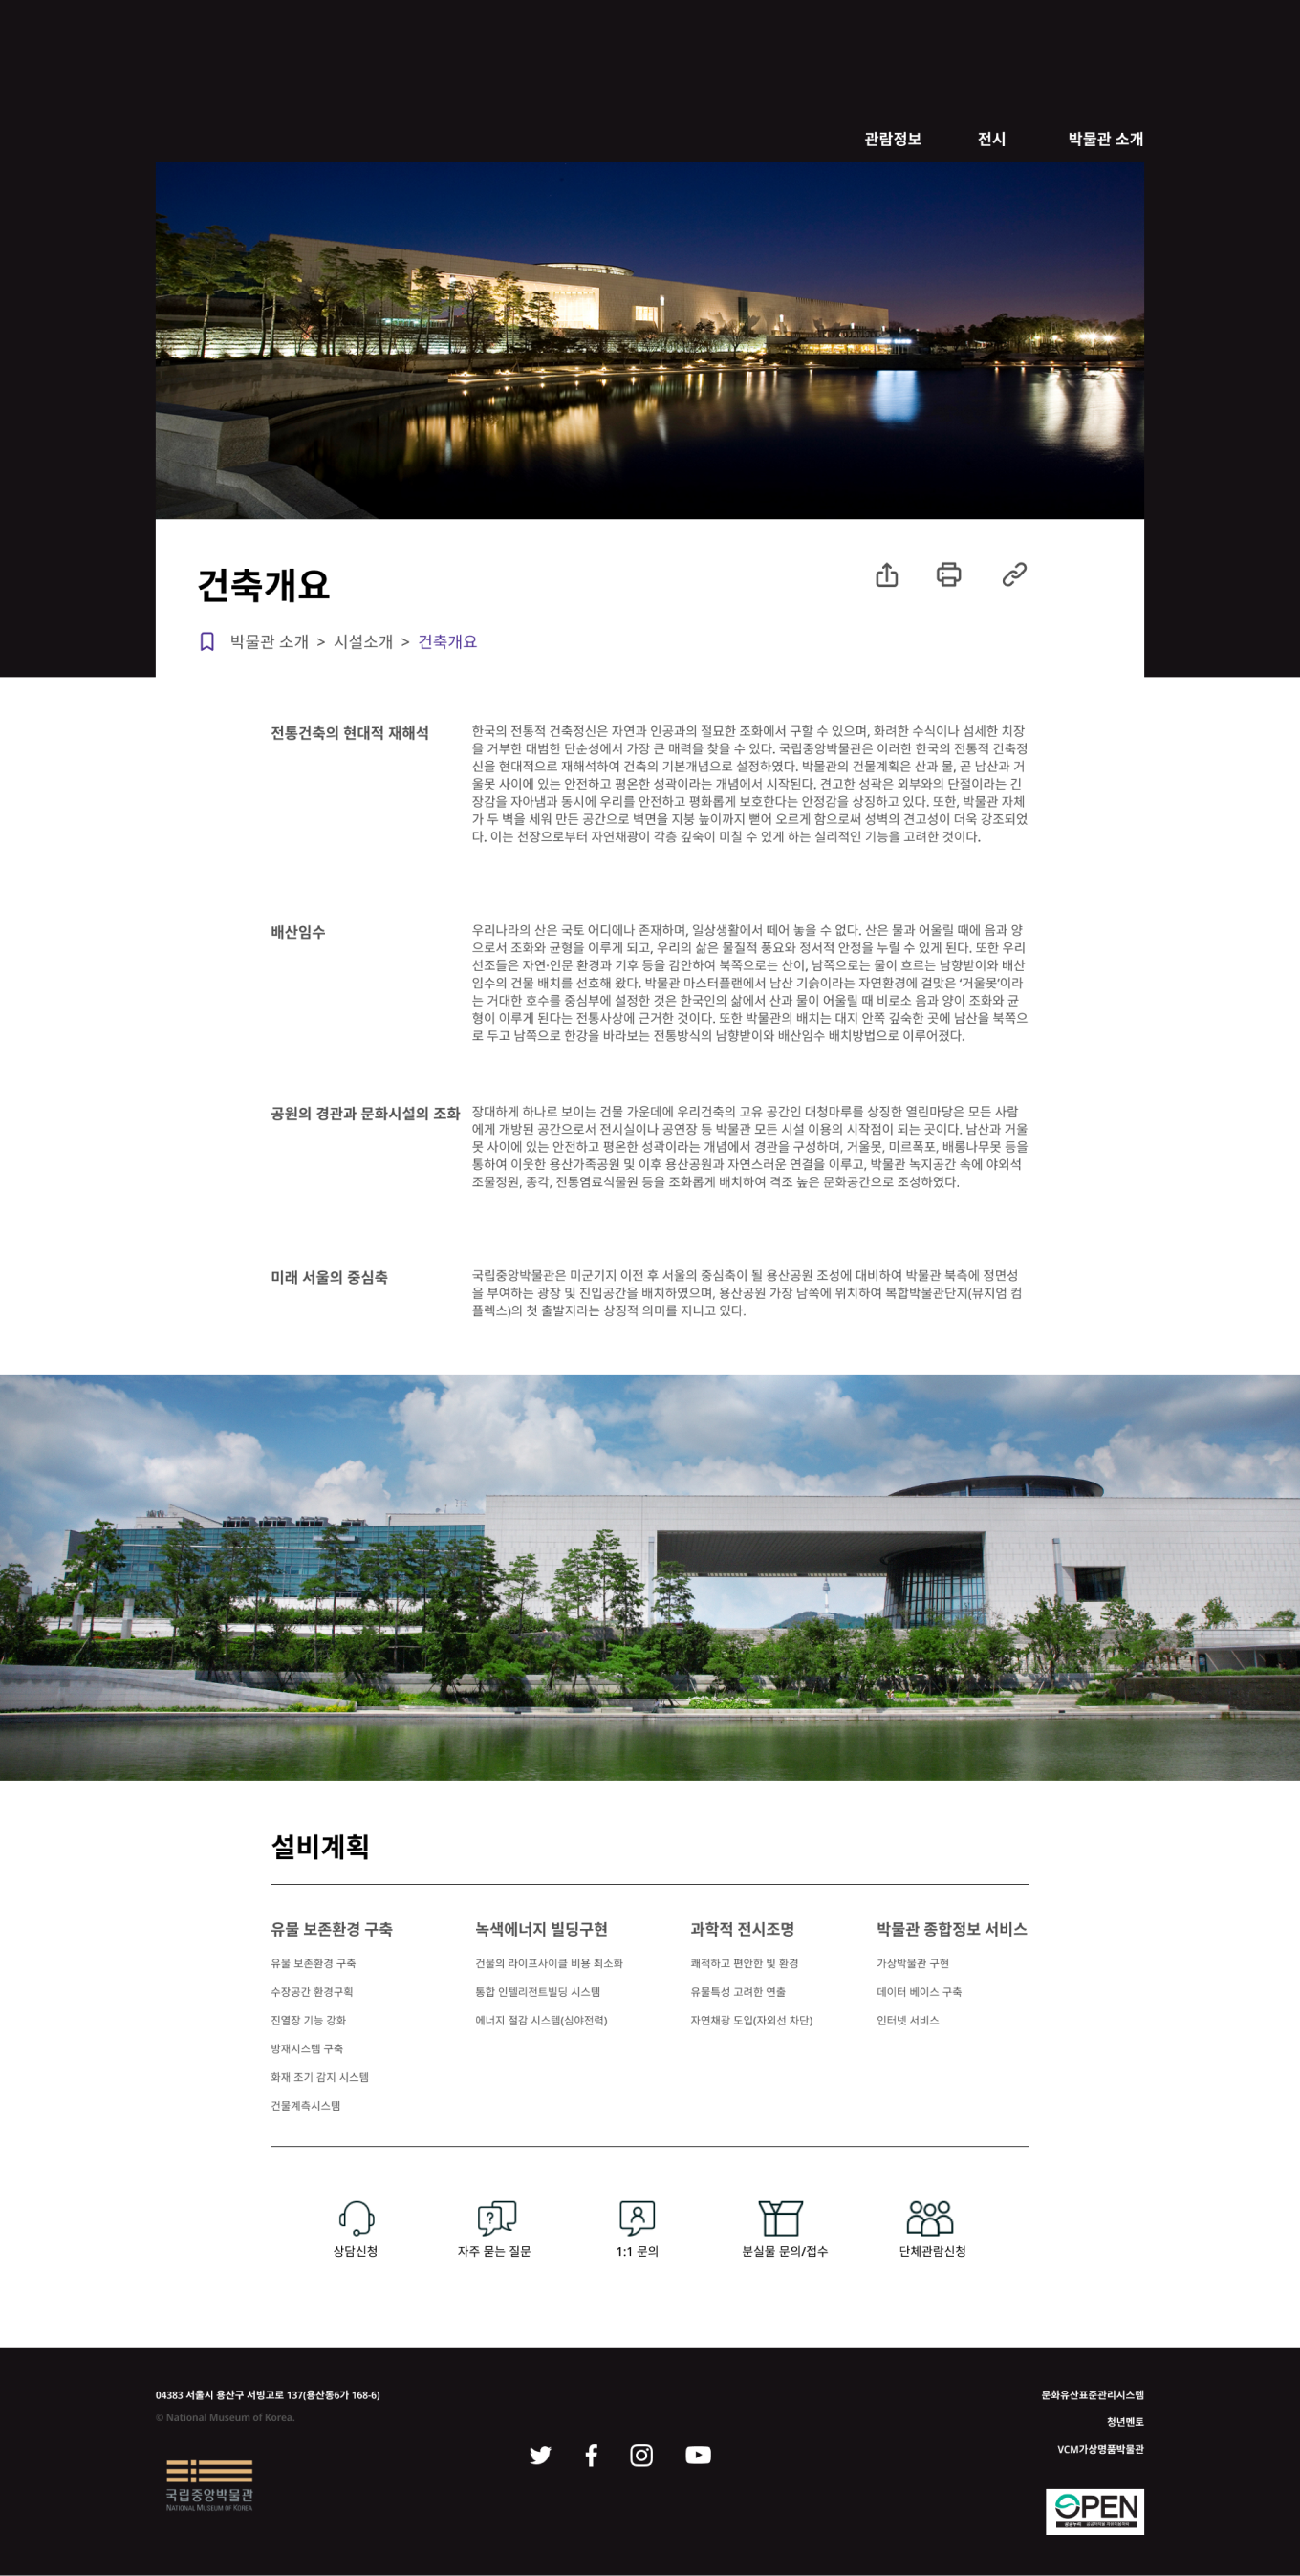 관람정보 전시 박물관 소개
건축개요
박물관 소개 > 시설소개 > 건축개요
전통건축의 현대적 재해석
한국의 전통적 건축정신은 자연과 인공과의 절묘한 조화에서 구할 수 있으며, 화려한 수식이나 섬세한 치장
을 거부한 대범한 단순성에서 가장 큰 매력을 찾을 수 있다. 국립중앙박물관은 이러한 한국의 전통적 건축정
신을 현대적으로 재해석하여 건축의 기본개념으로 설정하였다. 박물관의 건물계획은 산과 물, 곧 남산과 거
울못 사이에 있는 안전하고 평온한 성곽이라는 개념에서 시작된다. 견고한 성곽은 외부와의 단절이라는 긴
장감을 자아냄과 동시에 우리를 안전하고 평화롭게 보호한다는 안정감을 상징하고 있다. 또한, 박물관 자체
가 두 벽을 세워 만든 공간으로 벽면을 지붕 높이까지 뻗어 오르게 함으로써 성벽의 견고성이 더욱 강조되었
다. 이는 천장으로부터 자연채광이 각층 깊숙이 미칠 수 있게 하는 실리적인 기능을 고려한 것이다.
배산임수
우리나라의 산은 국토 어디에나 존재하며, 일상생활에서 떼어 놓을 수 없다. 산은 물과 어울릴 때에 음과 양
으로서 조화와 균형을 이루게 되고, 우리의 삶은 물질적 풍요와 정서적 안정을 누릴 수 있게 된다. 또한 우리
선조들은 자연·인문 환경과 기후 등을 감안하여 북쪽으로는 산이, 남쪽으로는 물이 흐르는 남향받이와 배산
임수의 건물 배치를 선호해 왔다. 박물관 마스터플랜에서 남산 기슭이라는 자연환경에 걸맞은 ‘거울못’이라
는 거대한 호수를 중심부에 설정한 것은 한국인의 삶에서 산과 물이 어울릴 때 비로소 음과 양이 조화와 균
형이 이루게 된다는 전통사상에 근거한 것이다. 또한 박물관의 배치는 대지 안쪽 깊숙한 곳에 남산을 북쪽으
로 두고 남쪽으로 한강을 바라보는 전통방식의 남향받이와 배산임수 배치방법으로 이루어졌다.
공원의 경관과 문화시설의 조화
장대하게 하나로 보이는 건물 가운데에 우리건축의 고유 공간인 대청마루를 상징한 열린마당은 모든 사람
에게 개방된 공간으로서 전시실이나 공연장 등 박물관 모든 시설 이용의 시작점이 되는 곳이다. 남산과 거울
못 사이에 있는 안전하고 평온한 성곽이라는 개념에서 경관을 구성하며, 거울못, 미르폭포, 배롱나무못 등을
통하여 이웃한 용산가족공원 및 이후 용산공원과 자연스러운 연결을 이루고, 박물관 녹지공간 속에 야외석
조물정원, 종각, 전통염료식물원 등을 조화롭게 배치하여 격조 높은 문화공간으로 조성하였다.
미래 서울의 중심축
국립중앙박물관은 미군기지 이전 후 서울의 중심축이 될 용산공원 조성에 대비하여 박물관 북측에 정면성
을 부여하는 광장 및 진입공간을 배치하였으며, 용산공원 가장 남쪽에 위치하여 복합박물관단지(뮤지엄 컴
플렉스)의 첫 출발지라는 상징적 의미를 지니고 있다.
설비계획
유물 보존환경 구축
유물 보존환경 구축
수장공간 환경구획
진열장 기능 강화
방재시스템 구축
화재 조기 감지 시스템
건물계측시스템
녹색에너지 빌딩구현
건물의 라이프사이클 비용 최소화
통합 인텔리전트빌딩 시스템
에너지 절감 시스템(심야전력)
과학적 전시조명
쾌적하고 편안한 빛 환경
유물특성 고려한 연출
자연채광 도입(자외선 차단)
박물관 종합정보 서비스
가상박물관 구현
데이터 베이스 구축
인터넷 서비스
상담신청
자주 묻는 질문
1:1 문의
분실물 문의/접수
단체관람신청
04383 서울시 용산구 서빙고로 137(용산동6가 168-6)
© National Museum of Korea.
국립중앙박물관
NATIONAL MUSEUM OF KOREA
문화유산표준관리시스템
청년멘토
VCM가상명품박물관
OPEN